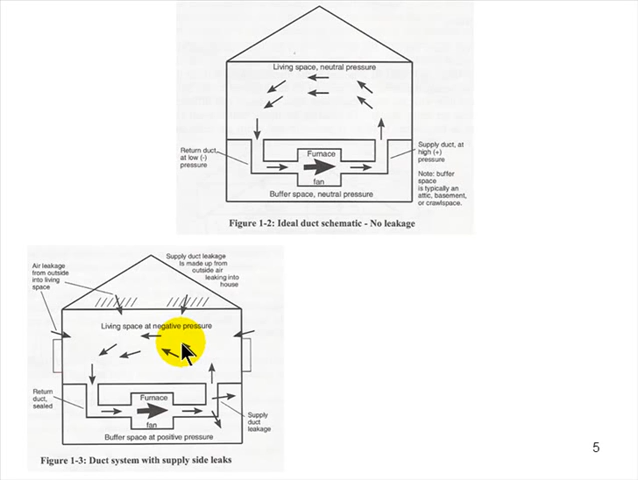 Living space, neutral pressure
Return duct,
at low (-)
pressure
Furnace
fan
Supply duct, at
high (+)
pressure
Note: buffer
space
is typically an
attic, basement,
or crawlspace.
Buffer space, neutral pressure
Figure 1-2: Ideal duct schematic - No leakage
Air leakage
from outside
into living
space
Supply duct leakage
is made up from
outside air
leaking into
house
Living space at negative pressure
Return
duct,
sealed
Furnace
fan
Supply
duct
leakage
Buffer space at positive pressure
Figure 1-3: Duct system with supply side leaks
5